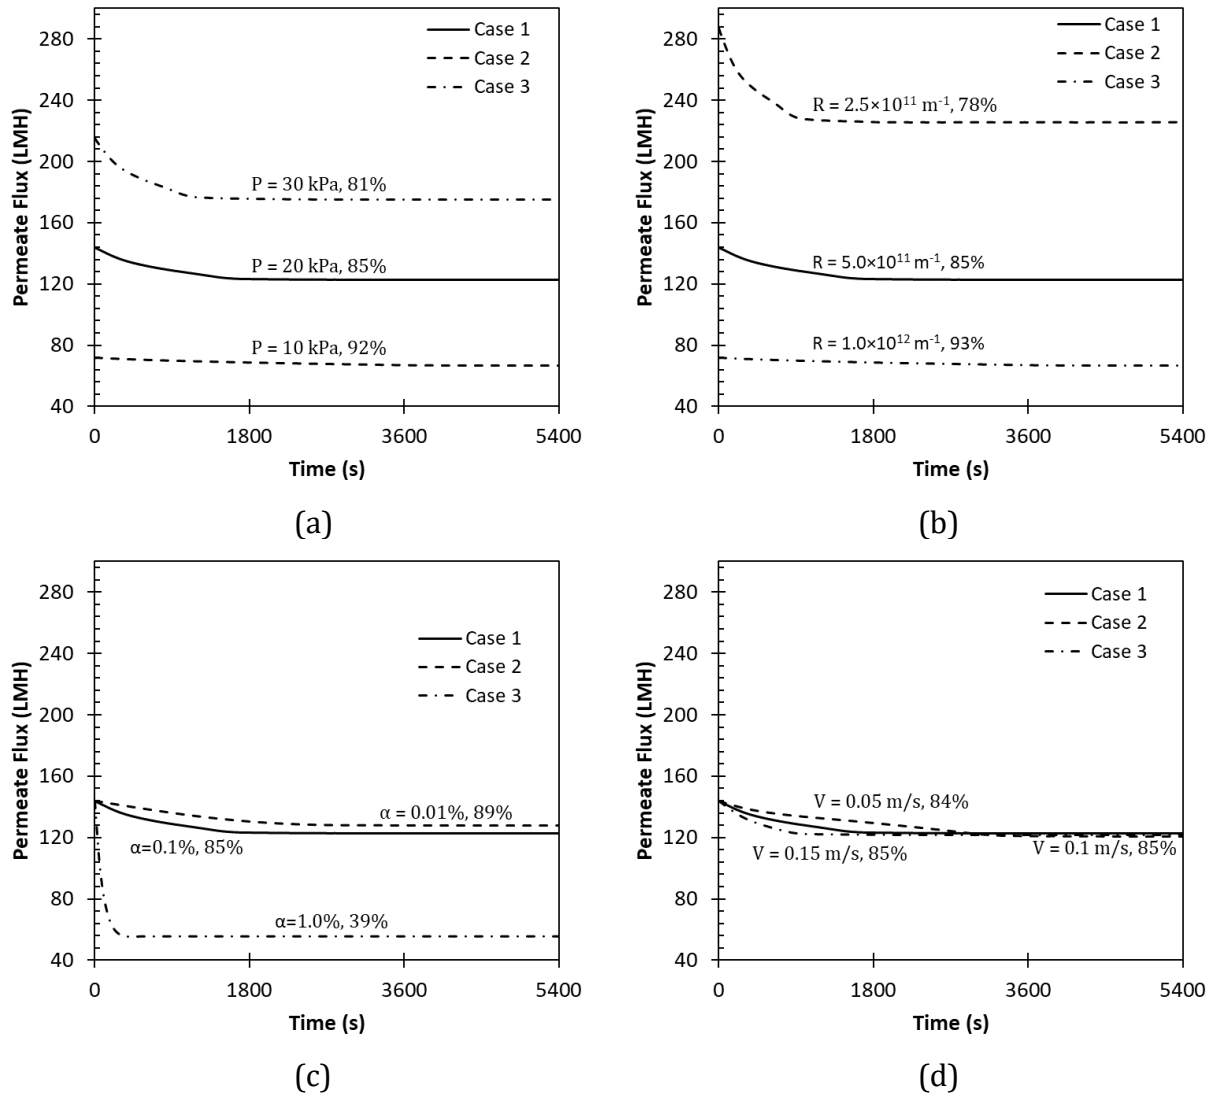 280
240
200
160
120
80
40
Permeate Flux (LMH)
Case 1
Case 2
Case 3
P = 30 kPa, 81%
P = 20 kPa, 85%
P = 10 kPa, 92%
0 1800 3600 5400
Time (s)
(a)
280
240
200
160
120
80
40
Permeate Flux (LMH)
Case 1
Case 2
Case 3
R = 2.5×10¹¹ m⁻¹, 78%
R = 5.0×10¹¹ m⁻¹, 85%
R = 1.0×10¹² m⁻¹, 93%
0 1800 3600 5400
Time (s)
(b)
280
240
200
160
120
80
40
Permeate Flux (LMH)
Case 1
Case 2
Case 3
α = 0.01%, 89%
α=0.1%, 85%
α=1.0%, 39%
0 1800 3600 5400
Time (s)
(c)
280
240
200
160
120
80
40
Permeate Flux (LMH)
Case 1
Case 2
Case 3
V = 0.05 m/s, 84%
V = 0.15 m/s, 85%
V = 0.1 m/s, 85%
0 1800 3600 5400
Time (s)
(d)